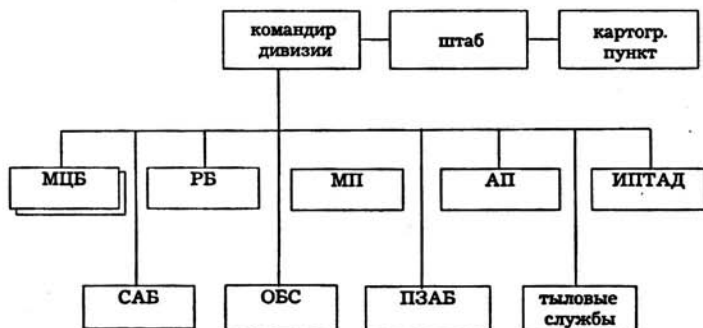 командир
дивизии
штаб
картогр.
пункт
МЦБ
РБ
МП
АП
ИПТАД
САБ
ОБС
ПЗАБ
тыловые
службы